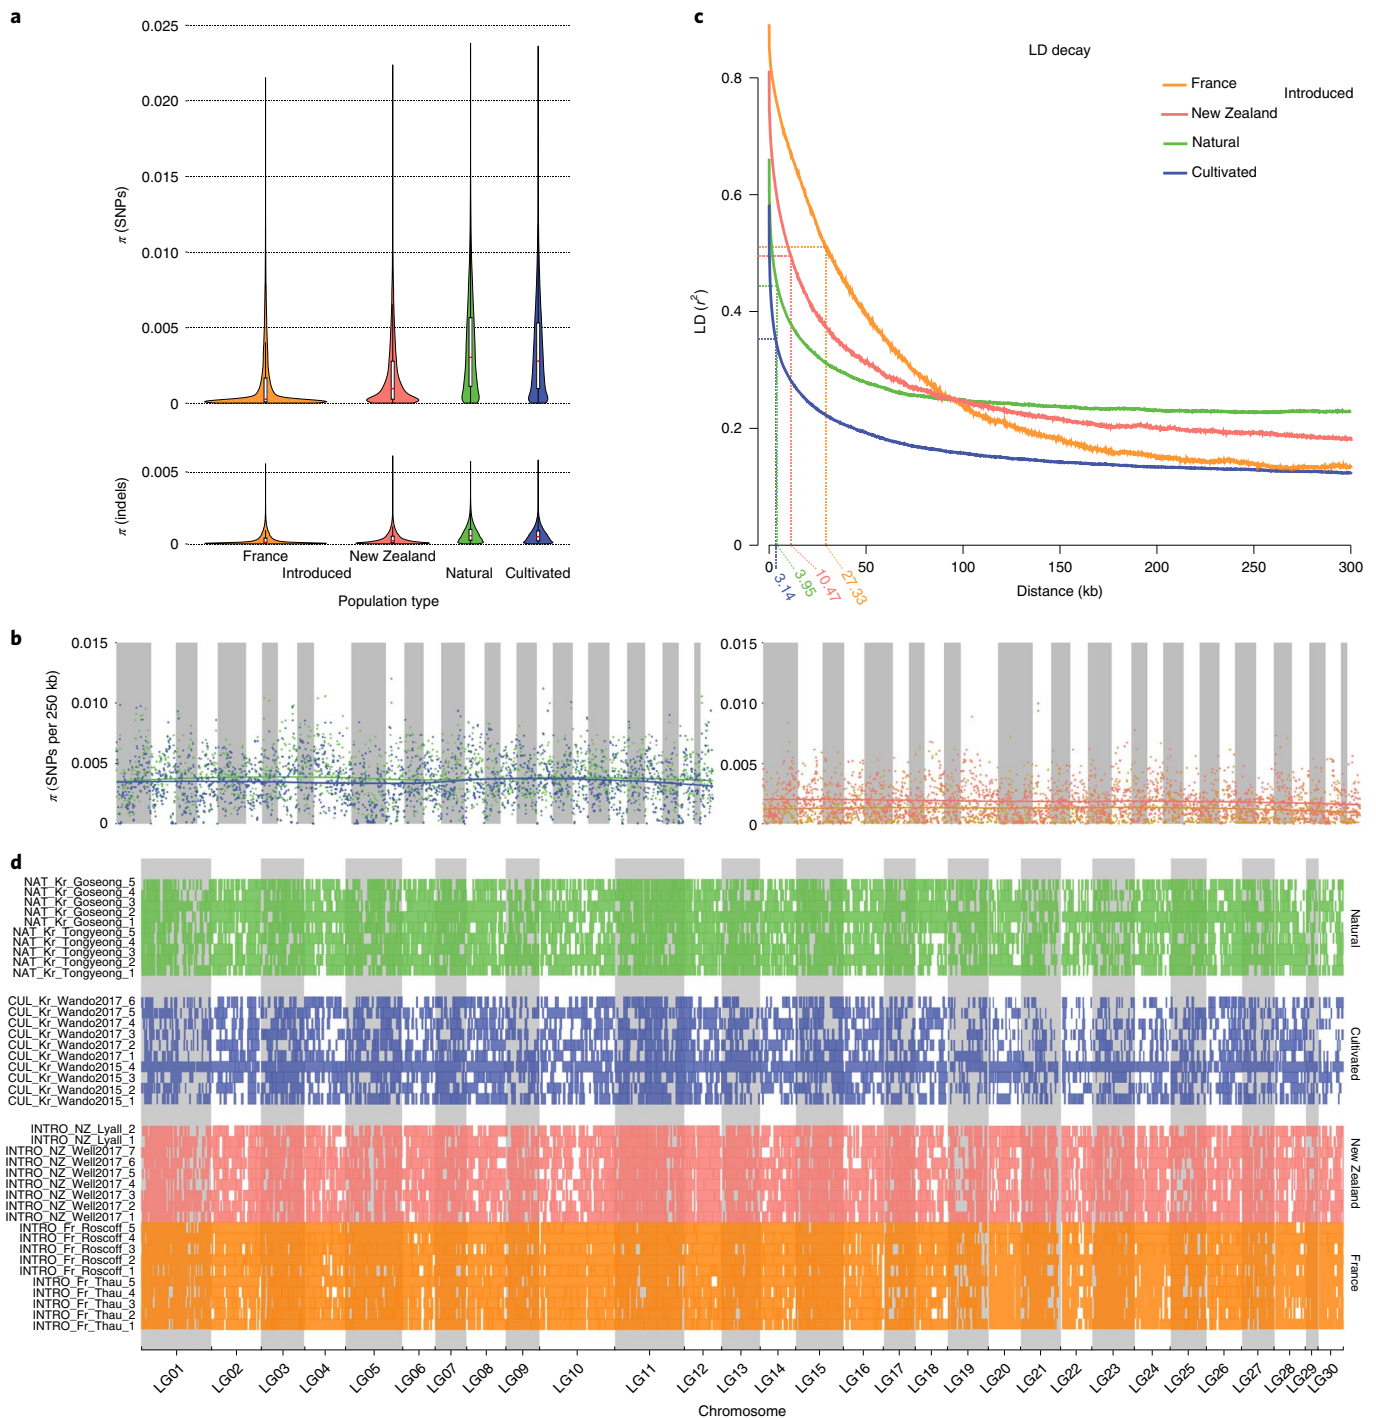 a
0.025
0.020
0.015
0.010
0.005
0
π (SNPs)
0.005
0
π (indels)
France
New Zealand
Introduced
Natural
Cultivated
Population type
c
LD decay
France
Introduced
New Zealand
Natural
Cultivated
0.8
0.6
0.4
0.2
0
LD (r²)
0
50
100
150
200
250
300
3.14
3.95
10.47
27.33
Distance (kb)
b
0.015
0.010
0.005
0
π (SNPs per 250 kb)
0.015
0.010
0.005
0
d
NAT_Kr_Goseong_5
NAT_Kr_Goseong_4
NAT_Kr_Goseong_3
NAT_Kr_Goseong_2
NAT_Kr_Goseong_1
NAT_Kr_Tongyeong_5
NAT_Kr_Tongyeong_4
NAT_Kr_Tongyeong_3
NAT_Kr_Tongyeong_2
NAT_Kr_Tongyeong_1
Natural
CUL_Kr_Wando2017_6
CUL_Kr_Wando2017_5
CUL_Kr_Wando2017_4
CUL_Kr_Wando2017_3
CUL_Kr_Wando2017_2
CUL_Kr_Wando2017_1
CUL_Kr_Wando2015_4
CUL_Kr_Wando2015_3
CUL_Kr_Wando2015_2
CUL_Kr_Wando2015_1
Cultivated
INTRO_NZ_Lyall_2
INTRO_NZ_Lyall_1
INTRO_NZ_Well2017_7
INTRO_NZ_Well2017_6
INTRO_NZ_Well2017_5
INTRO_NZ_Well2017_4
INTRO_NZ_Well2017_3
INTRO_NZ_Well2017_2
INTRO_NZ_Well2017_1
New Zealand
INTRO_Fr_Roscoff_5
INTRO_Fr_Roscoff_4
INTRO_Fr_Roscoff_3
INTRO_Fr_Roscoff_2
INTRO_Fr_Roscoff_1
INTRO_Fr_Thau_5
INTRO_Fr_Thau_4
INTRO_Fr_Thau_3
INTRO_Fr_Thau_2
INTRO_Fr_Thau_1
France
LG01
LG02
LG03
LG04
LG05
LG06
LG07
LG08
LG09
LG10
LG11
LG12
LG13
LG14
LG15
LG16
LG17
LG18
LG19
LG20
LG21
LG22
LG23
LG24
LG25
LG26
LG27
LG28
LG29
LG30
Chromosome